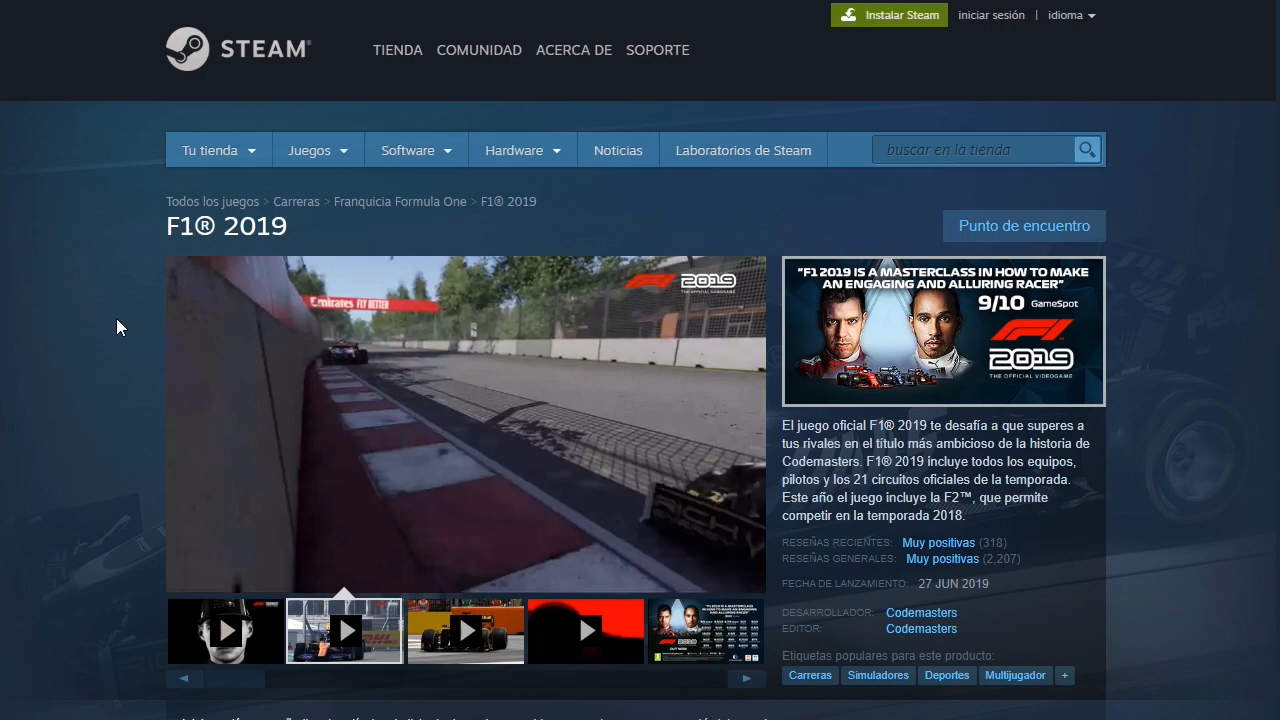 Instalar Steam
iniciar sesión | idioma
STEAM®
TIENDA COMUNIDAD ACERCA DE SOPORTE
Tu tienda Juegos Software Hardware Noticias Laboratorios de Steam
buscar en la tienda
Todos los juegos > Carreras > Franquicia Formula One > F1® 2019
F1® 2019
Punto de encuentro
Emirates FLY BETTER
F1 2019
THE OFFICIAL VIDEOGAME
RICH
"F1 2019 IS A MASTERCLASS IN HOW TO MAKE
AN ENGAGING AND ALLURING RACER"
9/10 GameSpot
F1 2019
THE OFFICIAL VIDEOGAME
El juego oficial F1® 2019 te desafía a que superes a
tus rivales en el título más ambicioso de la historia de
Codemasters. F1® 2019 incluye todos los equipos,
pilotos y los 21 circuitos oficiales de la temporada.
Este año el juego incluye la F2™, que permite
competir en la temporada 2018.
RESEÑAS RECIENTES: Muy positivas (318)
RESEÑAS GENERALES: Muy positivas (2,207)
FECHA DE LANZAMIENTO: 27 JUN 2019
DESARROLLADOR: Codemasters
EDITOR: Codemasters
Etiquetas populares para este producto:
Carreras Simuladores Deportes Multijugador +